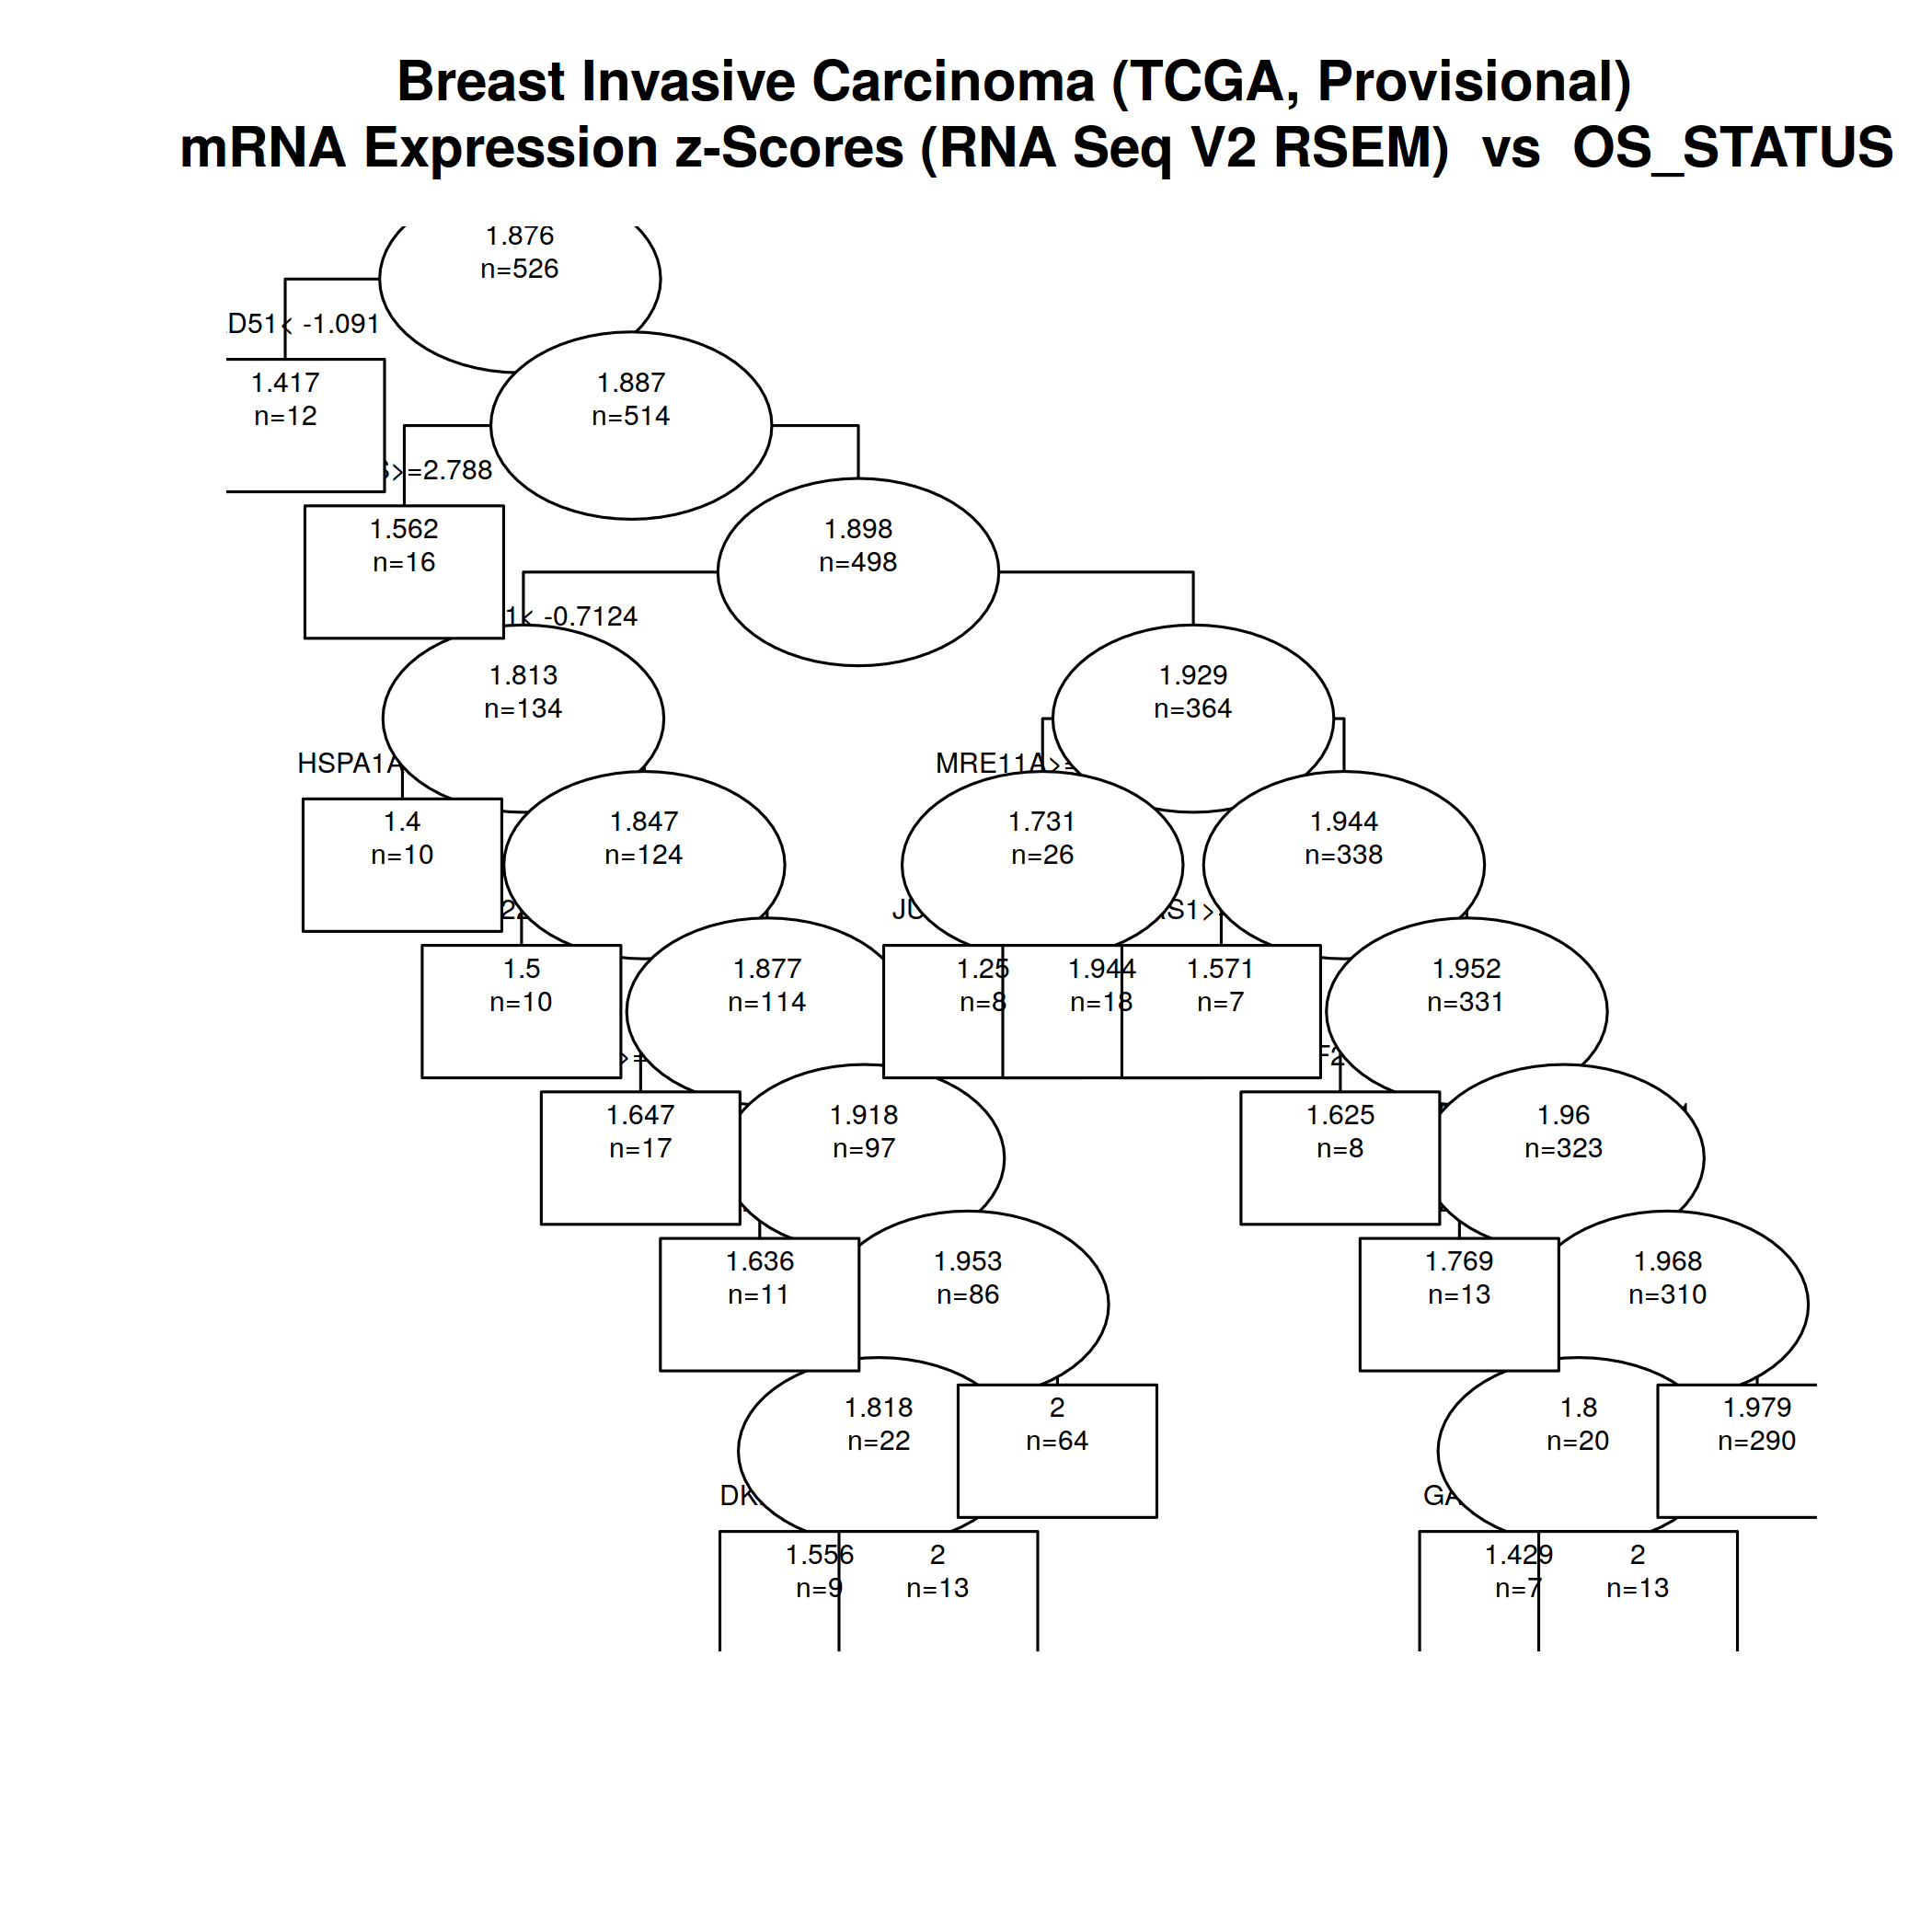 Breast Invasive Carcinoma (TCGA, Provisional)
mRNA Expression z-Scores (RNA Seq V2 RSEM)  vs  OS_STATUS
1.876
n=526
D51< -1.091
1.417
n=12
1.887
n=514
>=2.788
1.562
n=16
1.898
n=498
1< -0.7124
1.813
n=134
1.929
n=364
HSPA1A
MRE11A>=
1.4
n=10
1.847
n=124
1.731
n=26
1.944
n=338
JU
S1>
1.5
n=10
1.877
n=114
1.25
n=8
1.944
n=18
1.571
n=7
1.952
n=331
>=
F2
1.647
n=17
1.918
n=97
1.625
n=8
1.96
n=323
1.636
n=11
1.953
n=86
1.769
n=13
1.968
n=310
1.818
n=22
2
n=64
1.8
n=20
1.979
n=290
DK
GA
1.556
n=9
2
n=13
1.429
n=7
2
n=13